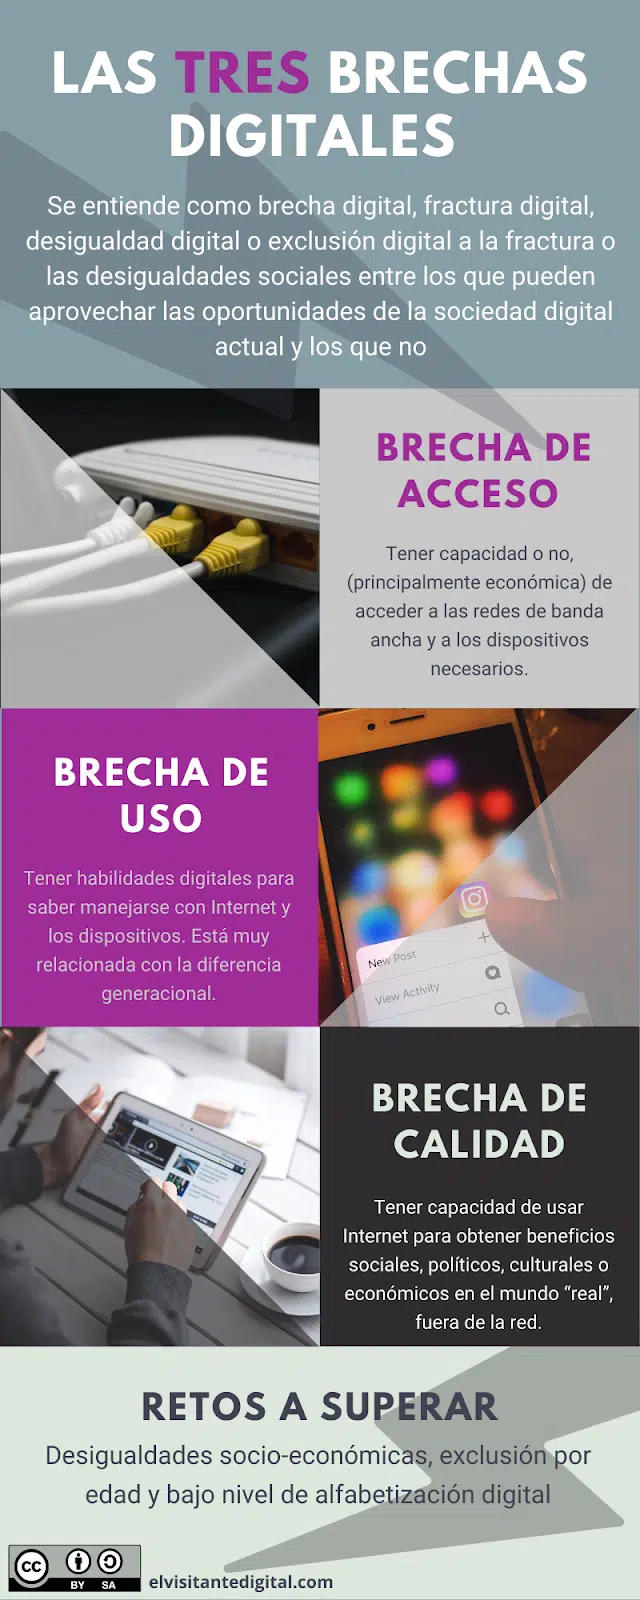 LAS TRES BRECHAS
DIGITALES
Se entiende como brecha digital, fractura digital,
desigualdad digital o exclusión digital a la fractura o
las desigualdades sociales entre los que pueden
aprovechar las oportunidades de la sociedad digital
actual y los que no
BRECHA DE
ACCESO
Tener capacidad o no,
(principalmente económica) de
acceder a las redes de banda
ancha y a los dispositivos
necesarios.
BRECHA DE
USO
Tener habilidades digitales para
saber manejarse con Internet y
los dispositivos. Está muy
relacionada con la diferencia
generacional.
New Post
View Activity
BRECHA DE
CALIDAD
Tener capacidad de usar
Internet para obtener beneficios
sociales, políticos, culturales o
económicos en el mundo “real”,
fuera de la red.
RETOS A SUPERAR
Desigualdades socio-económicas, exclusión por
edad y bajo nivel de alfabetización digital
cc BY SA
elvisitantedigital.com